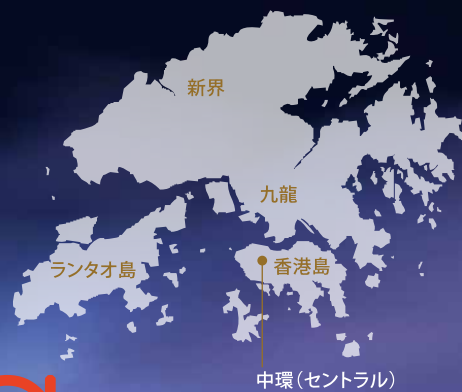 新界
九龍
ランタオ島
香港島
中環（セントラル）